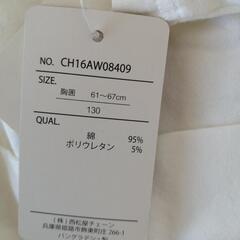 NO. CH16AW08409
SIZE.
胸囲 61~67cm
130
QUAL.
綿 95%
ポリウレタン 5%
(株)西松屋チェーン
兵庫県姫路市飾東町庄 266-1
バングラデシュ製